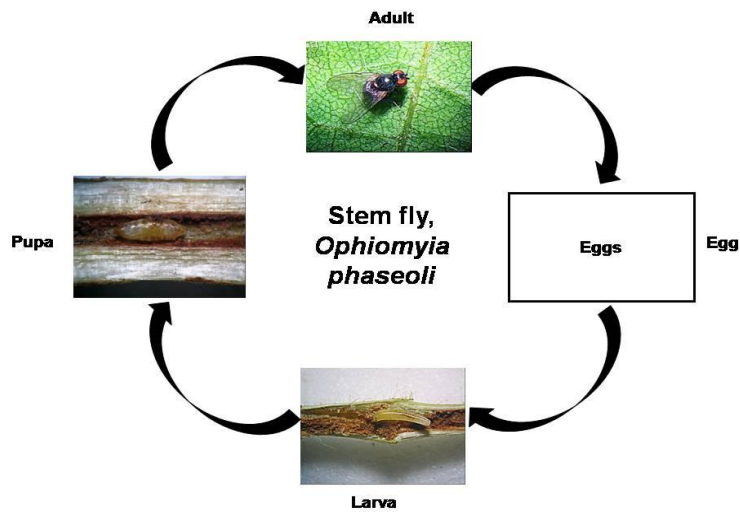 Adult
Stem fly,
Ophiomyia
phaseoli
Pupa
Eggs
Egg
Larva